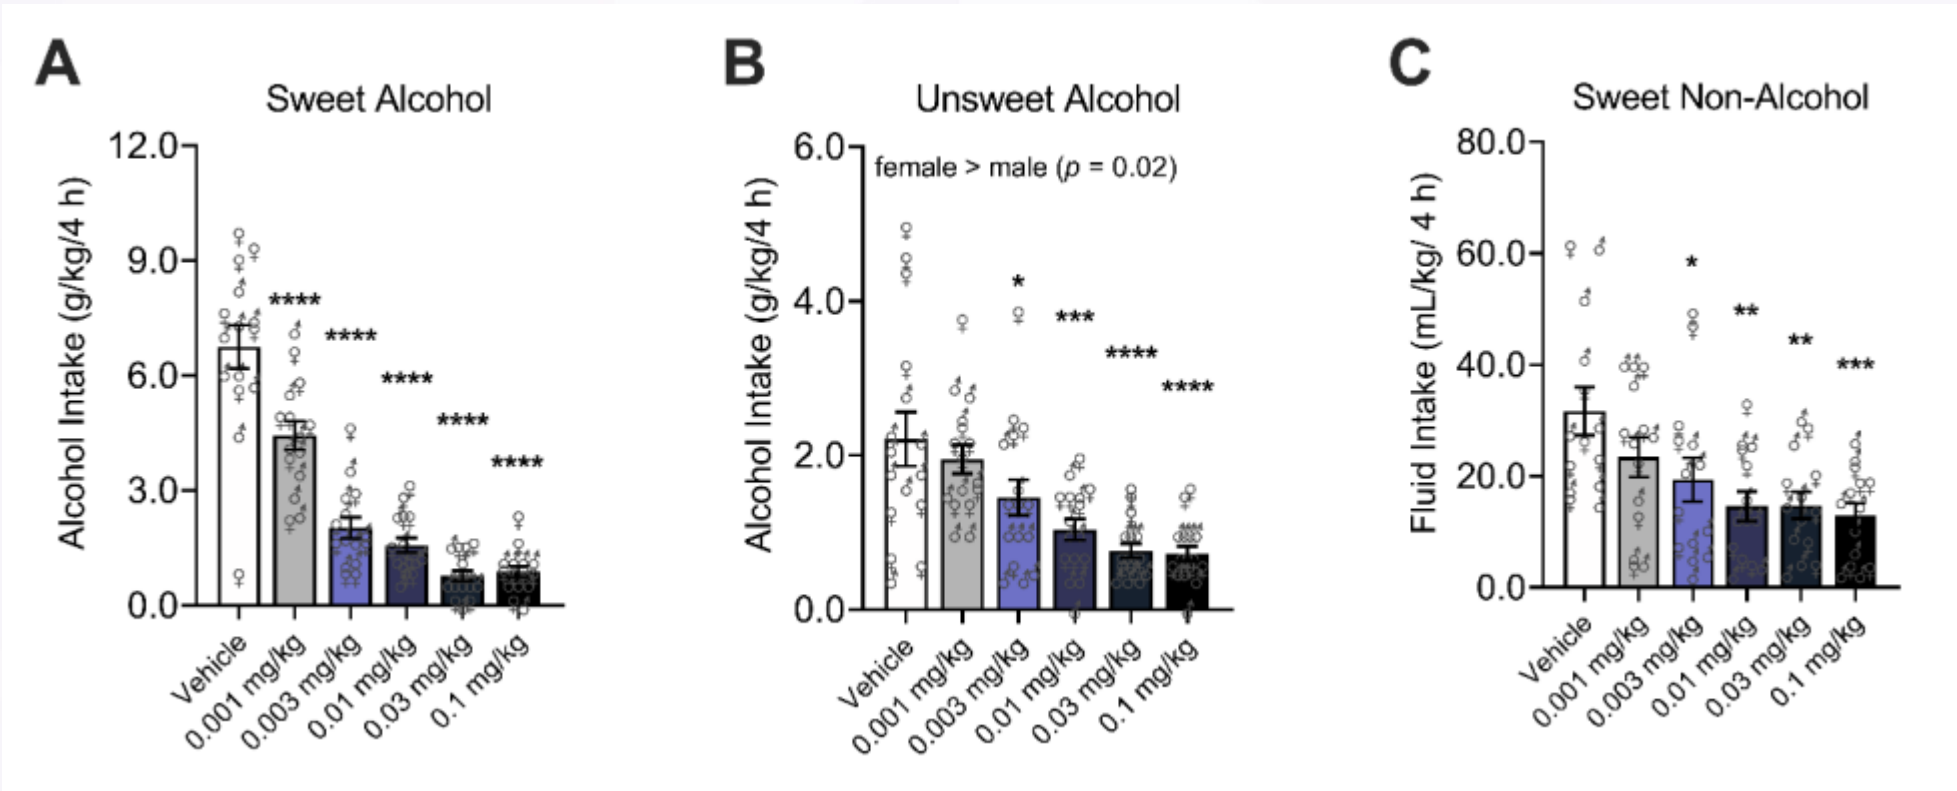 A
Sweet Alcohol
Alcohol Intake (g/kg/4 h)
12.0
9.0
6.0
3.0
0.0
****
****
****
****
****
Vehicle
0.001 mg/kg
0.003 mg/kg
0.01 mg/kg
0.03 mg/kg
0.1 mg/kg
B
Unsweet Alcohol
female > male (p = 0.02)
Alcohol Intake (g/kg/4 h)
6.0
4.0
2.0
0.0
*
***
****
****
Vehicle
0.001 mg/kg
0.003 mg/kg
0.01 mg/kg
0.03 mg/kg
0.1 mg/kg
C
Sweet Non-Alcohol
Fluid Intake (mL/kg/ 4 h)
80.0
60.0
40.0
20.0
0.0
*
**
**
***
Vehicle
0.001 mg/kg
0.003 mg/kg
0.01 mg/kg
0.03 mg/kg
0.1 mg/kg